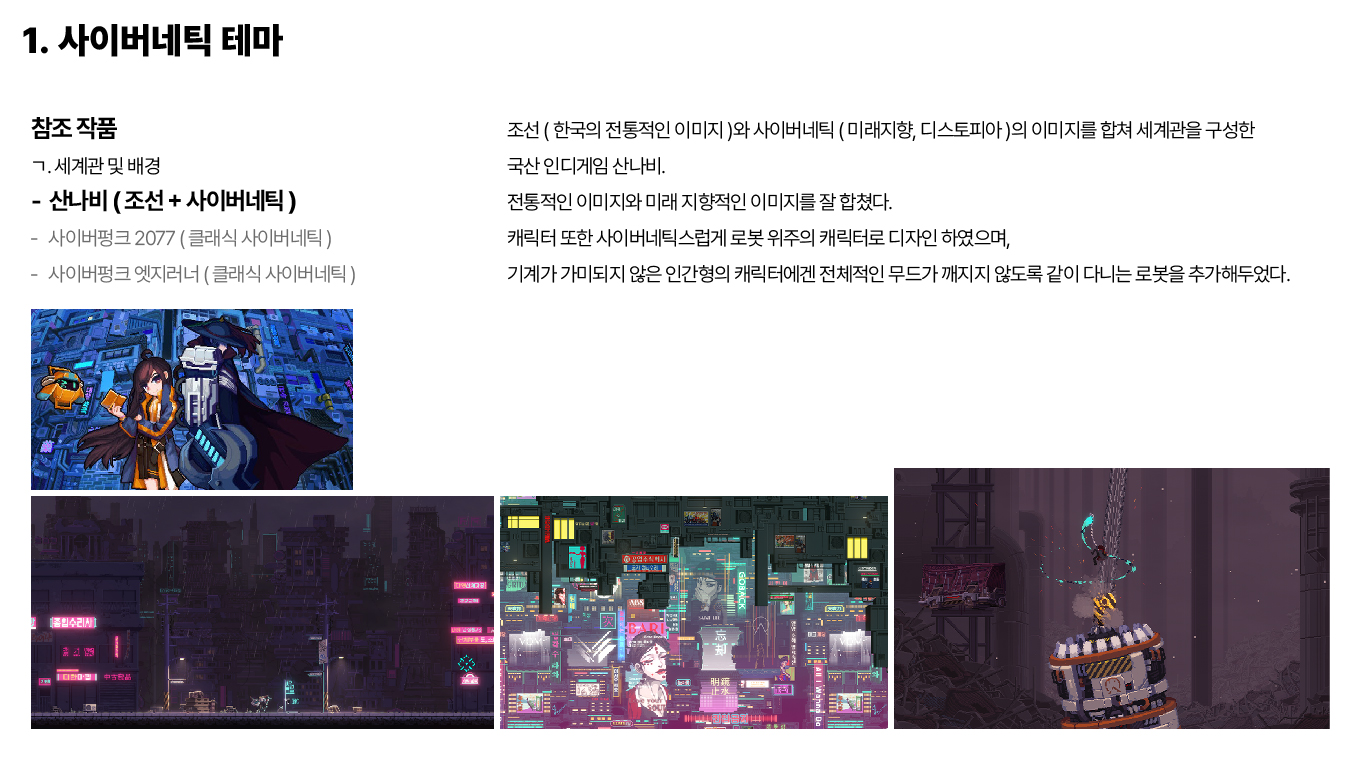 1. 사이버네틱 테마
참조 작품
ㄱ. 세계관 및 배경
- 산나비 ( 조선 + 사이버네틱 )
- 사이버펑크 2077 ( 클래식 사이버네틱 )
- 사이버펑크 엣지러너 ( 클래식 사이버네틱 )
조선 ( 한국의 전통적인 이미지 )와 사이버네틱 ( 미래지향, 디스토피아 )의 이미지를 합쳐 세계관을 구성한
국산 인디게임 산나비.
전통적인 이미지와 미래 지향적인 이미지를 잘 합쳤다.
캐릭터 또한 사이버네틱스럽게 로봇 위주의 캐릭터로 디자인 하였으며,
기계가 가미되지 않은 인간형의 캐릭터에겐 전체적인 무드가 깨지지 않도록 같이 다니는 로봇을 추가해두었다.
종합수리사
中古良品
BABEL